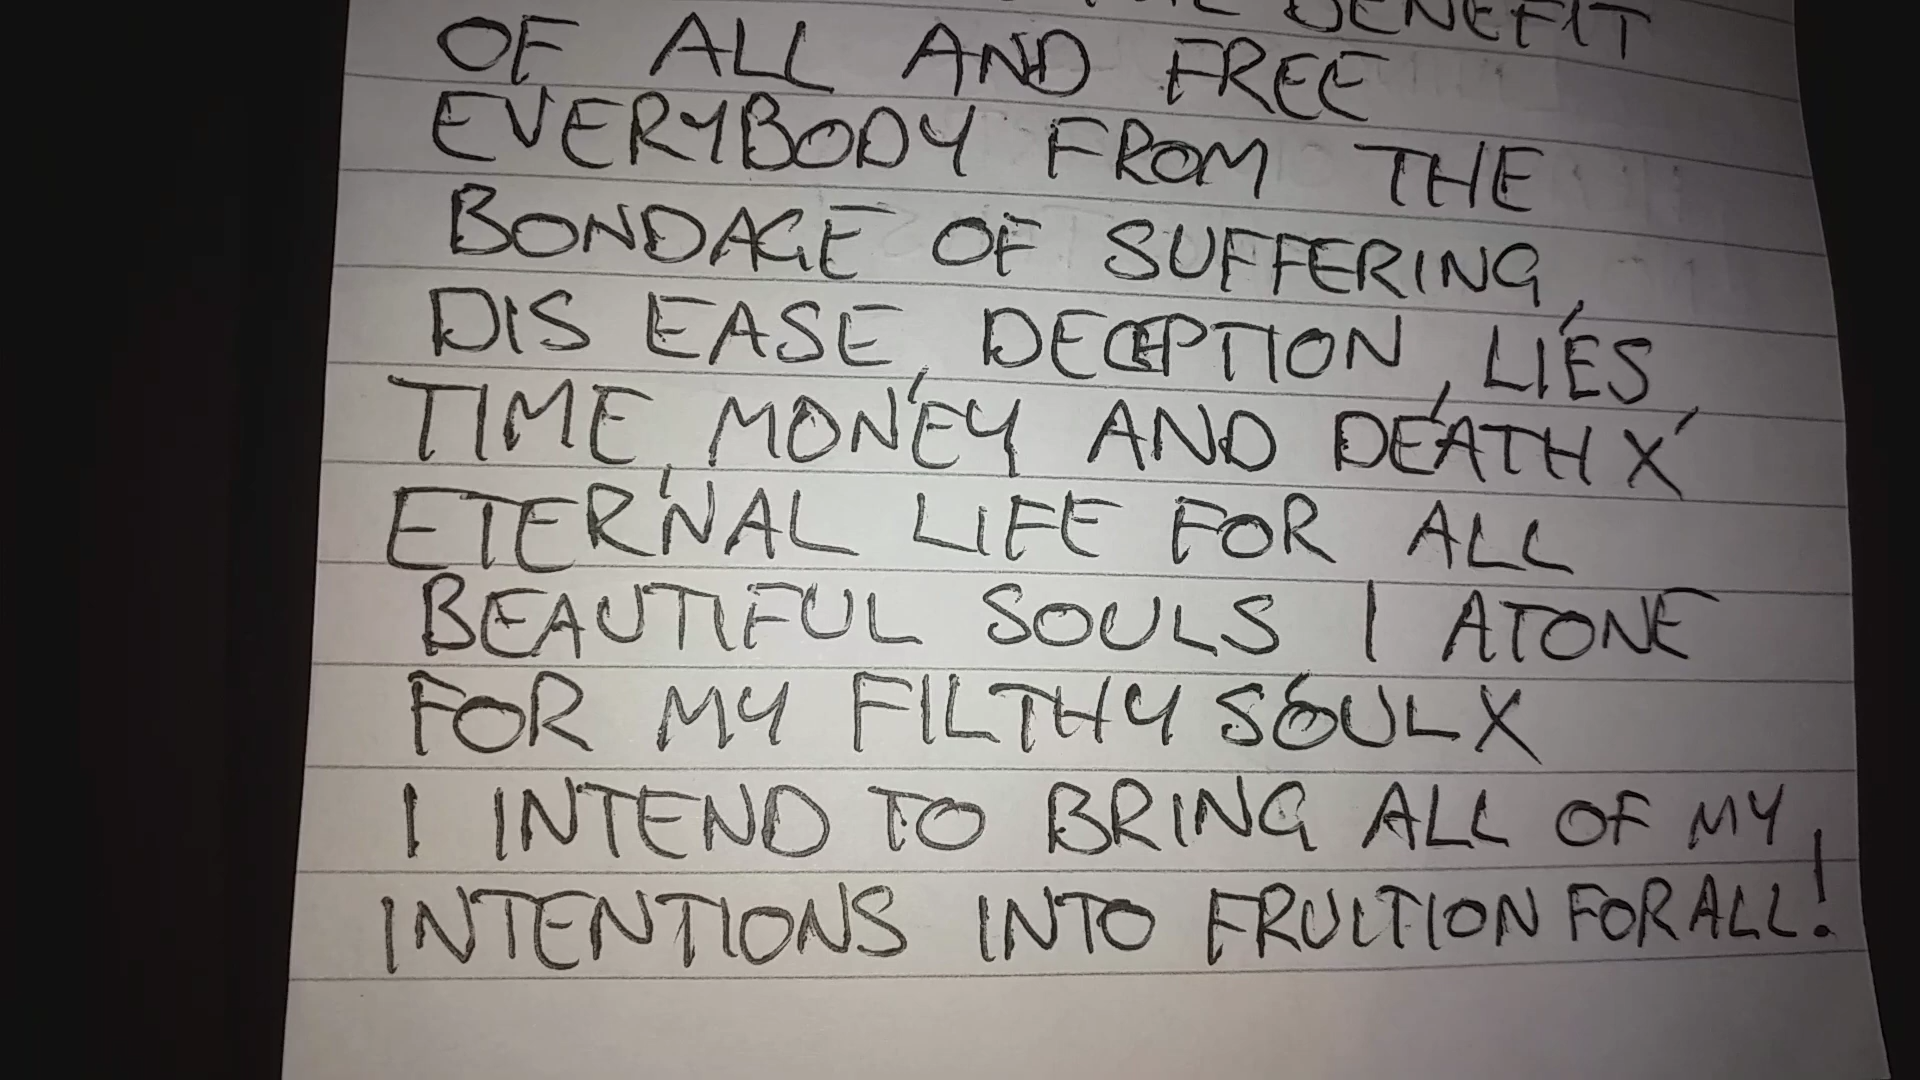 BENEFIT
OF ALL AND FREE
EVERYBODY FROM THE
BONDAGE OF SUFFERING,
DIS EASE, DECEPTION, LIES,
TIME, MONEY AND DEATH X
ETERNAL LIFE FOR ALL
BEAUTIFUL SOULS I ATONE
FOR MY FILTHY SOUL X
I INTEND TO BRING ALL OF MY
INTENTIONS INTO FRUITION FOR ALL!